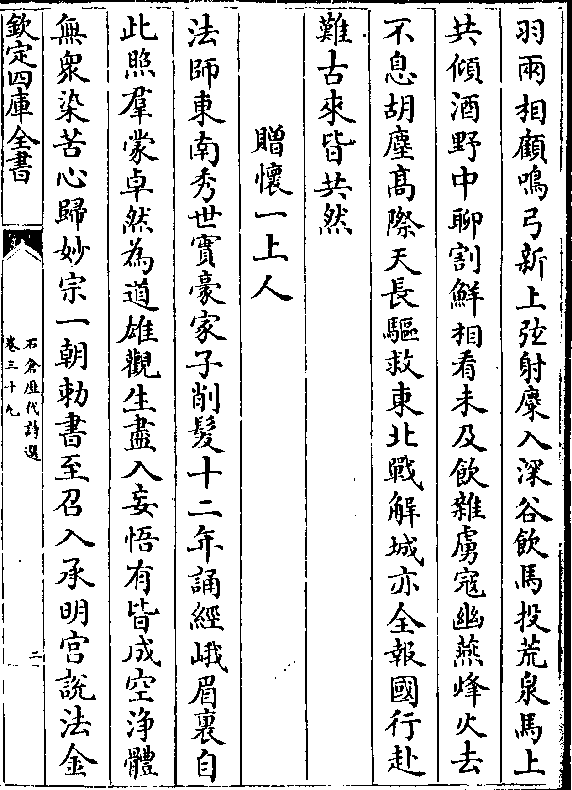 羽兩相顧鳴弓新上弦射麋入深谷飲馬投荒泉馬上
共傾酒野中聊割鮮相看未及飲雜虜寇幽燕烽火去
不息胡塵髙際天長驅救東北戰解城亦全報國行赴
難古來皆共然
贈懷一上人
法師東南秀世實豪家子削髮十二年誦經峨眉裏自
此照羣蒙卓然為道雄觀生盡入妄悟有皆成空浄體
無衆染苦心歸妙宗一朝勅書至召入承明宫說法金
欽定四庫全書
石倉歴代詩選
卷三十九
二